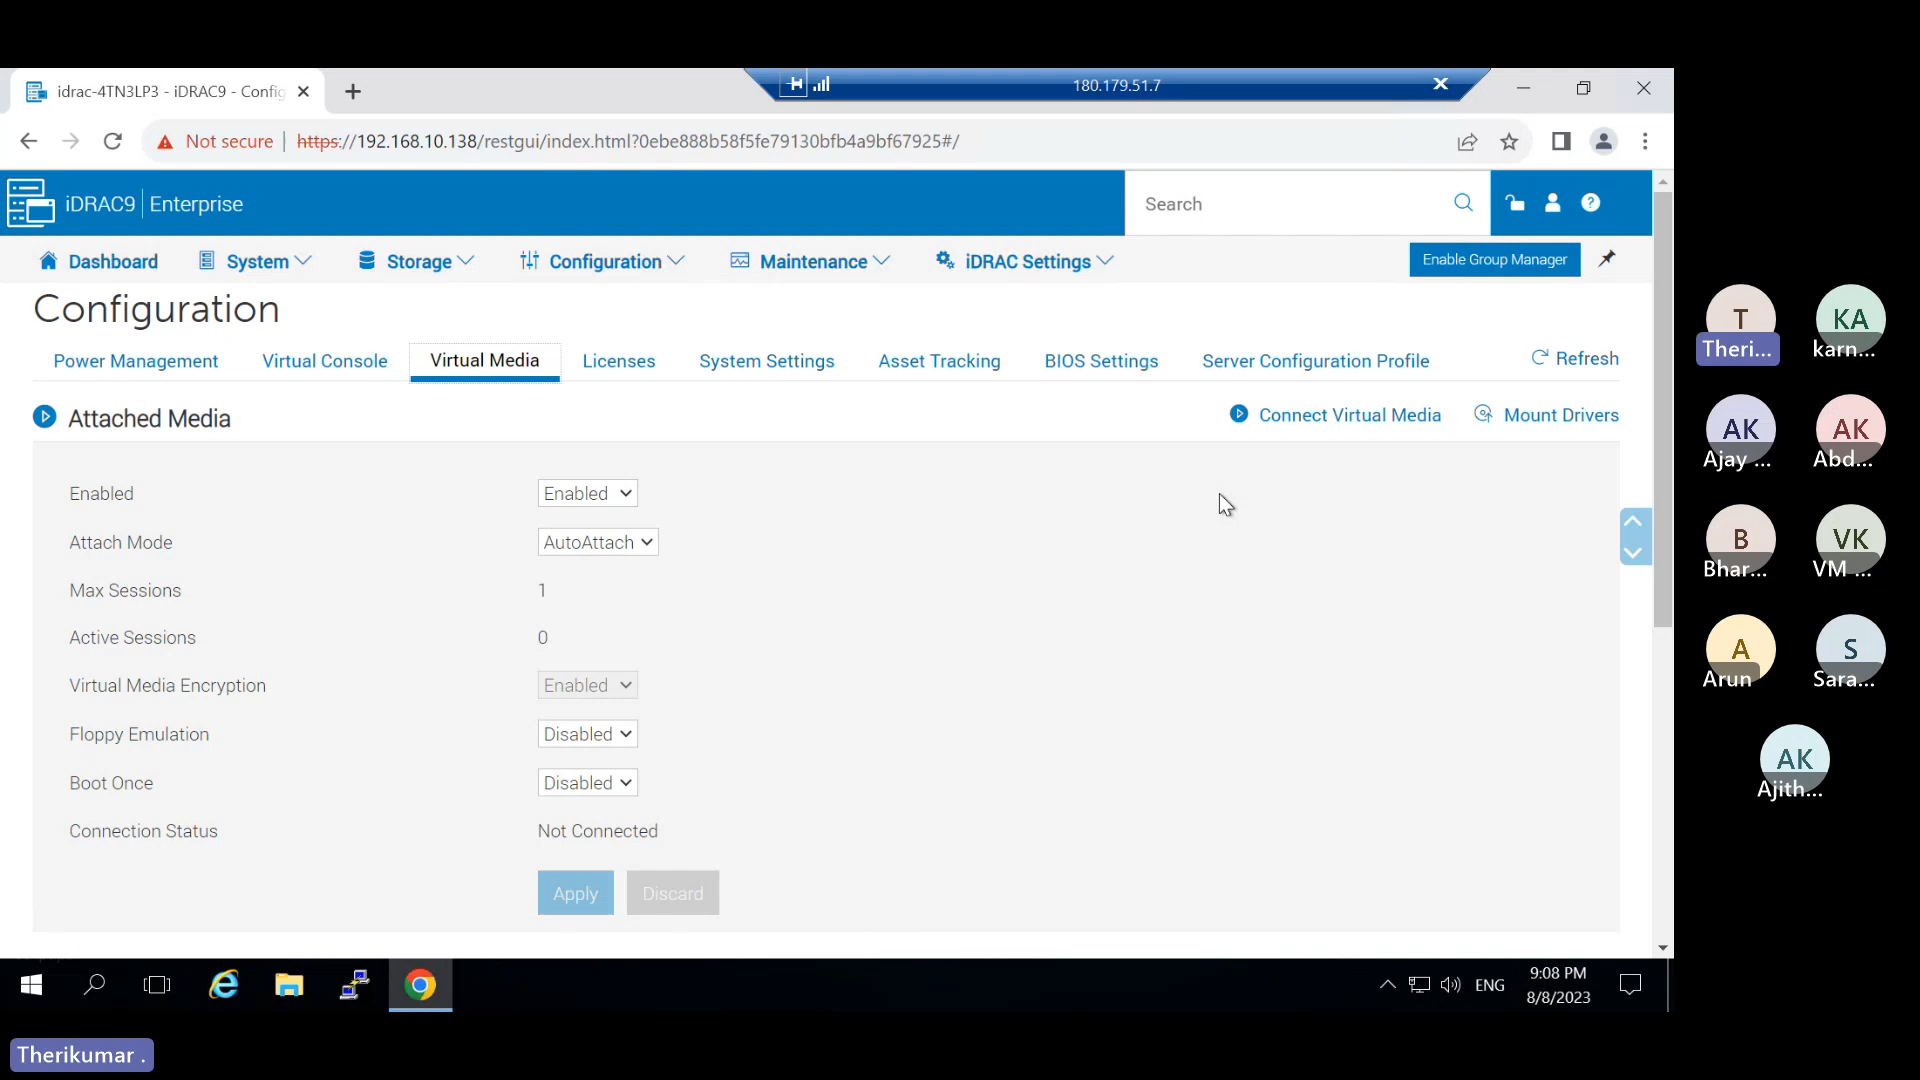 idrac-4TN3LP3 - iDRAC9 - Config
180.179.51.7
Not secure | https://192.168.10.138/restgui/index.html?0ebe888b58f5fe79130bfb4a9bf67925#/
iDRAC9 | Enterprise
Search
Dashboard System Storage Configuration Maintenance iDRAC Settings Enable Group Manager
Configuration
Power Management Virtual Console Virtual Media Licenses System Settings Asset Tracking BIOS Settings Server Configuration Profile Refresh
Attached Media Connect Virtual Media Mount Drivers
Enabled Enabled
Attach Mode AutoAttach
Max Sessions 1
Active Sessions 0
Virtual Media Encryption Enabled
Floppy Emulation Disabled
Boot Once Disabled
Connection Status Not Connected
Apply Discard
ENG
9:08 PM
8/8/2023
T KA
Theri... karn...
AK AK
Ajay ... Abd...
B VK
Bhar... VM ...
A S
Arun Sara...
AK
Ajith...
Therikumar .